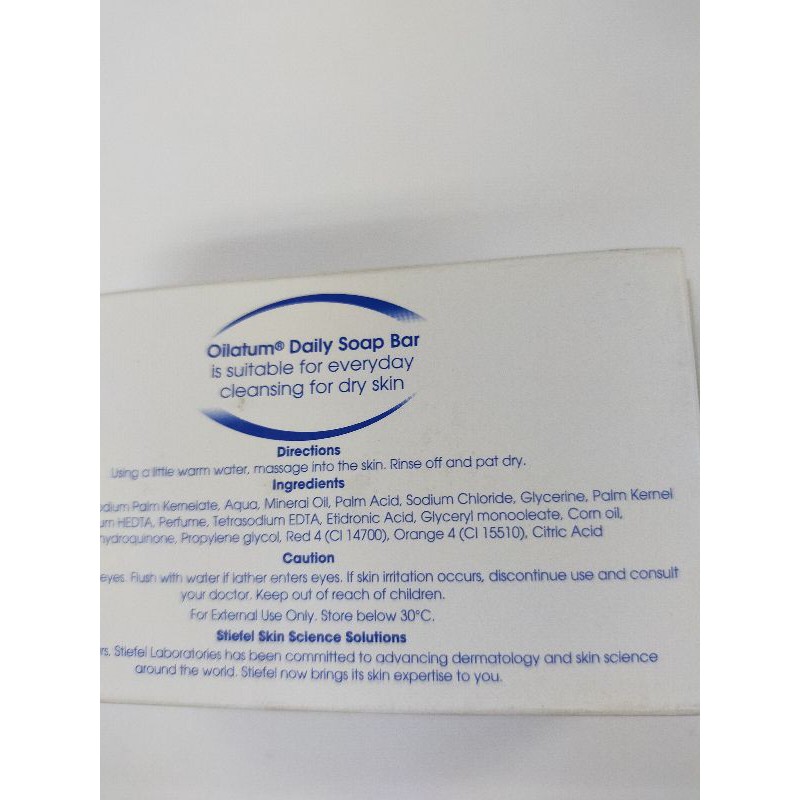 Oilatum® Daily Soap Bar
is suitable for everyday
cleansing for dry skin
Directions
Using a little warm water, massage into the skin. Rinse off and pat dry.
Ingredients
Palm Kernelate, Aqua, Mineral Oil, Palm Acid, Sodium Chloride, Glycerine, Palm Kernel
HEDTA, Perfume, Tetrasodium EDTA, Etidronic Acid, Glyceryl monooleate, Corn oil,
hydroquinone, Propylene glycol, Red 4 (CI 14700), Orange 4 (CI 15510), Citric Acid
Caution
eyes. Flush with water if lather enters eyes. If skin irritation occurs, discontinue use and consult
your doctor. Keep out of reach of children.
For External Use Only. Store below 30°C.
Stiefel Skin Science Solutions
Stiefel Laboratories has been committed to advancing dermatology and skin science
around the world. Stiefel now brings its skin expertise to you.